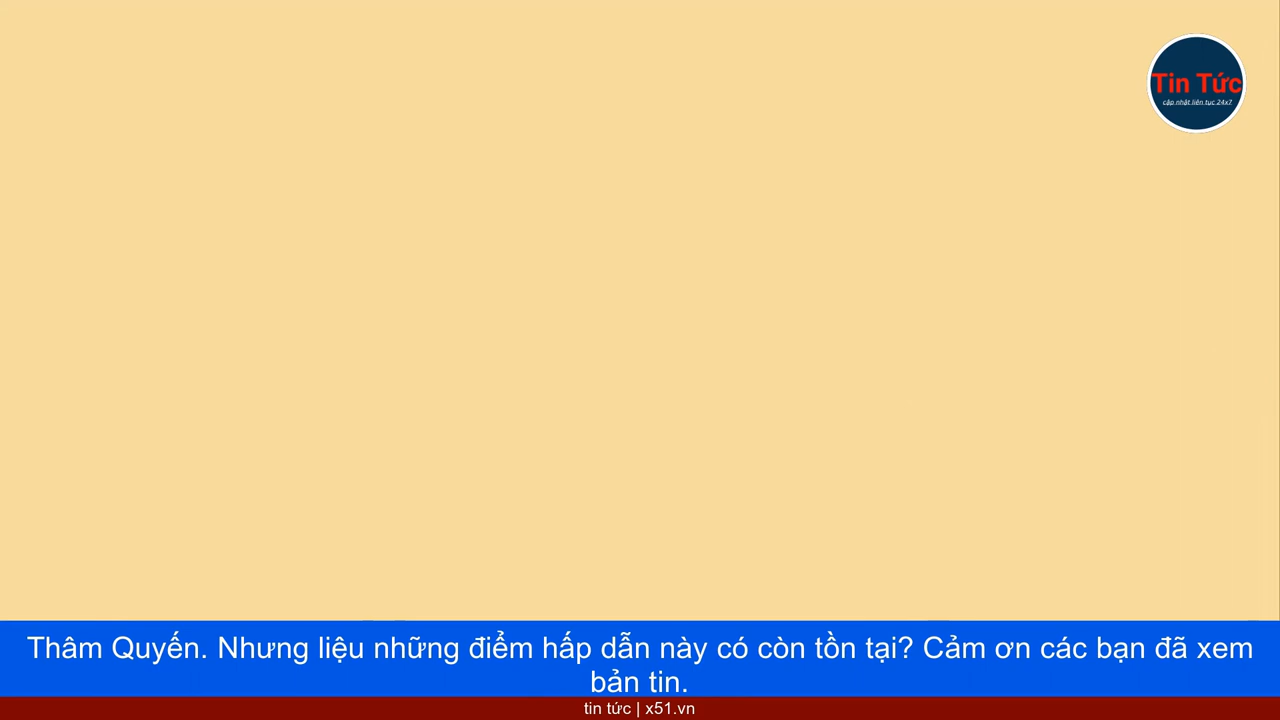 Tin Tức
cập.nhật.liên.tục.24x7
Thâm Quyến. Nhưng liệu những điểm hấp dẫn này có còn tồn tại? Cảm ơn các bạn đã xem
bản tin.
tin tức | x51.vn